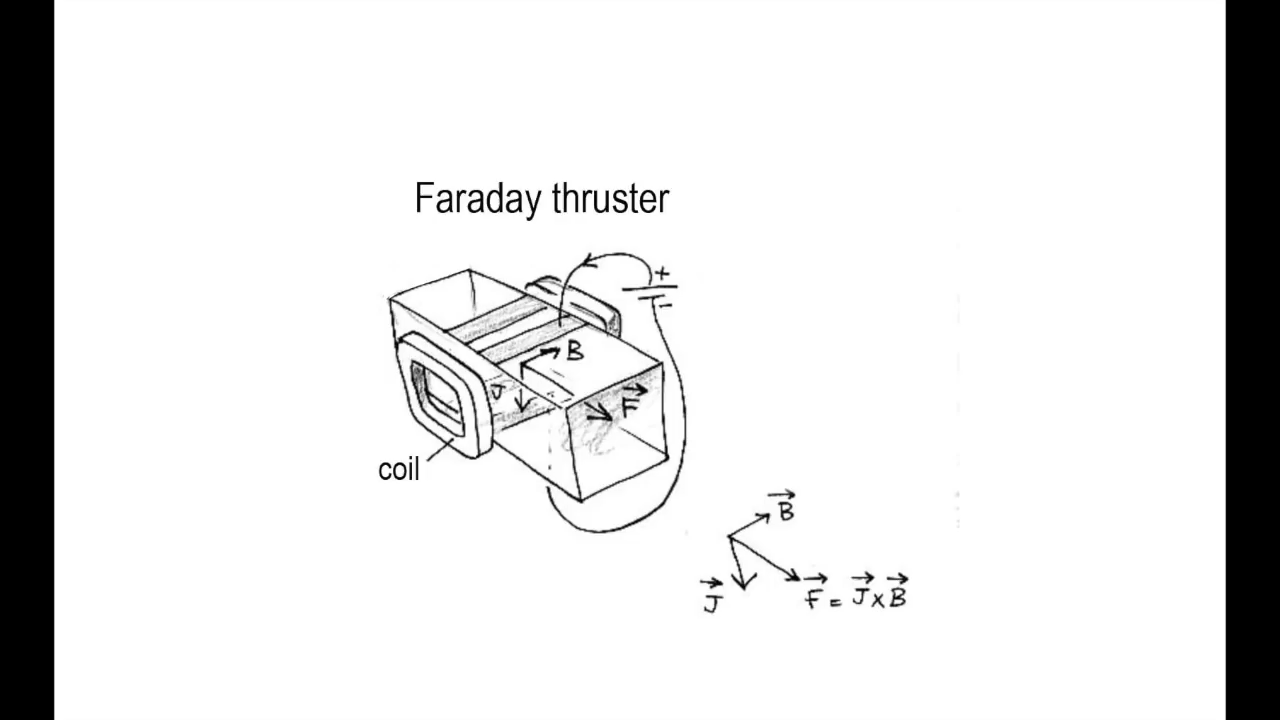 Faraday thruster
+
−
B
J
F⃗
coil
B⃗
J⃗
F⃗ = J⃗ x B⃗